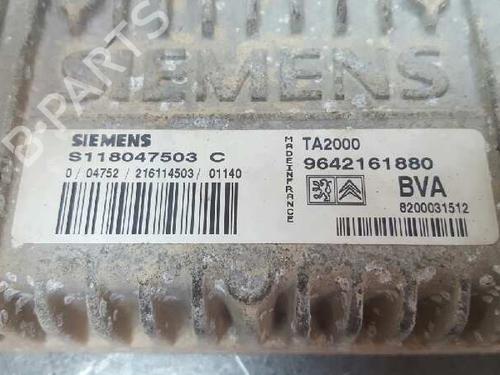 SIEMENS
B-PARTS
SIEMENS
S118047503 C
0 / 04752 / 216114503 / 01140
MADE IN FRANCE
TA2000
9642161880
BVA
8200031512